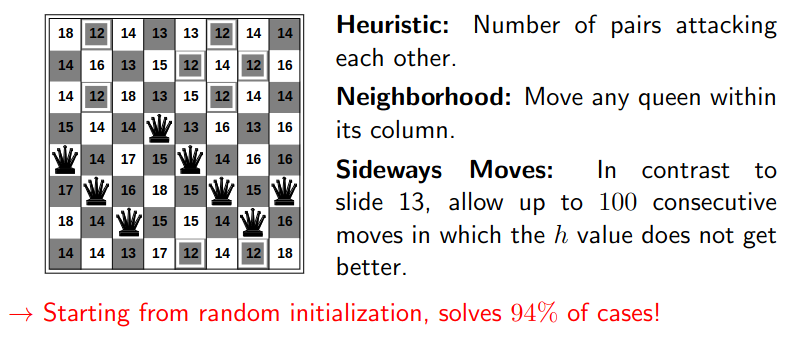 18 12 14 13 13 12 14 14
14 16 13 15 12 14 12 16
14 12 18 13 15 12 14 14
15 14 14 13 16 13 16
14 17 15 14 16 16
17 16 18 15 15
18 14 15 15 14 16
14 14 13 17 12 14 12 18
Heuristic: Number of pairs attacking
each other.
Neighborhood: Move any queen within
its column.
Sideways Moves: In contrast to
slide 13, allow up to 100 consecutive
moves in which the h value does not get
better.
→ Starting from random initialization, solves 94% of cases!